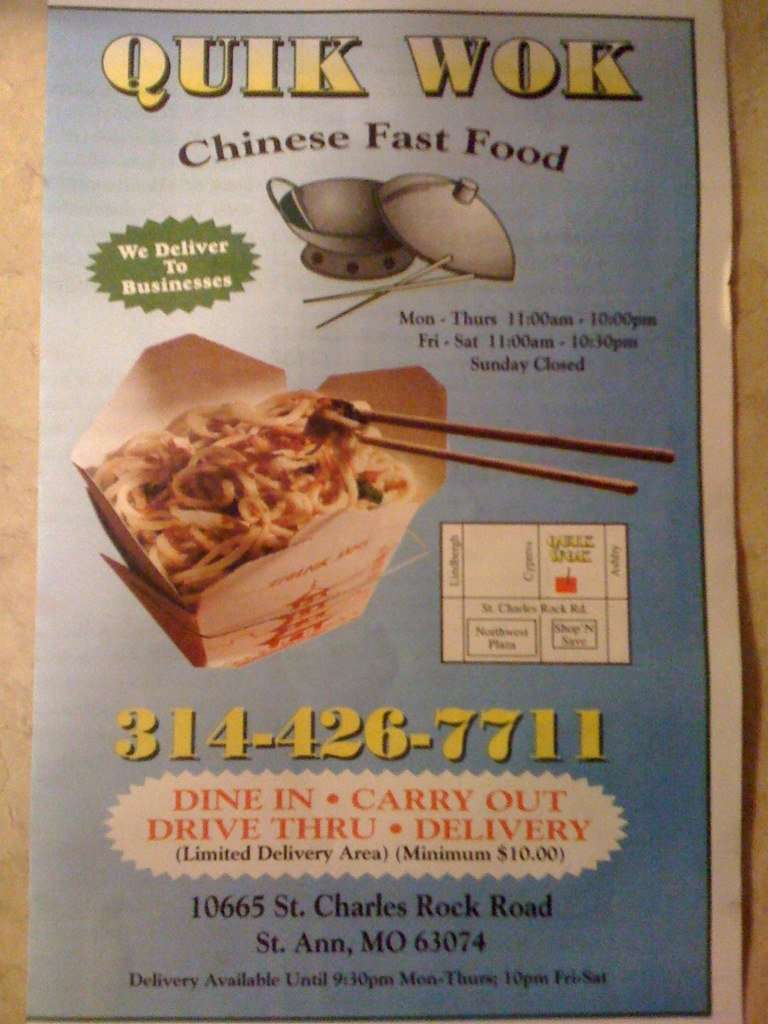 QUIK WOK
Chinese Fast Food
We Deliver
To
Businesses
Mon - Thurs 11:00am - 10:00pm
Fri - Sat 11:00am - 10:30pm
Sunday Closed
Lindbergh
Cypress
QUIK
WOK
Ashby
St. Charles Rock Rd.
Northwest
Plaza
Shop 'N
Save
314-426-7711
DINE IN • CARRY OUT
DRIVE THRU • DELIVERY
(Limited Delivery Area) (Minimum $10.00)
10665 St. Charles Rock Road
St. Ann, MO 63074
Delivery Available Until 9:30pm Mon-Thurs; 10pm Fri-Sat